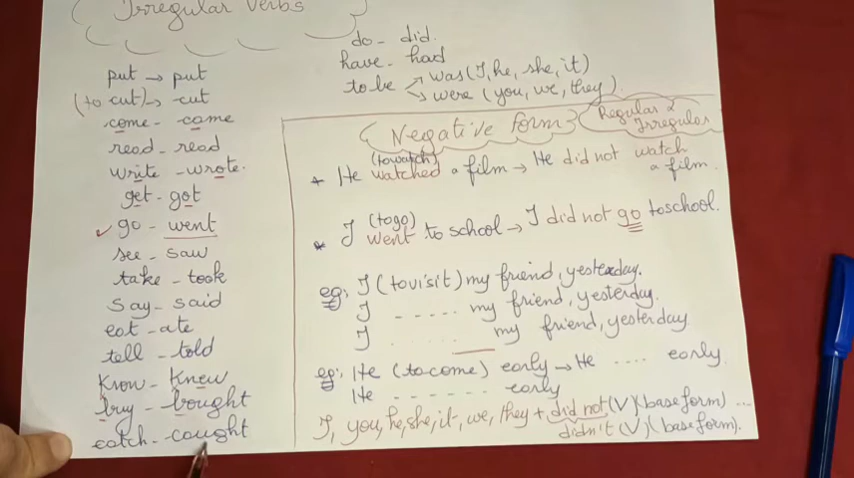 Irregular Verbs
put → put
(to cut) → cut
come - came
read - read
write - wrote.
get - got
✓ go - went
see - saw
take - took
say - said
eat - ate
tell - told
Know - Knew
buy - bought
catch - caught
do - did.
have - had
to be → was (I, he, she, it)
→ were (you, we, they)
Negative form
Regular &
Irregular
(to watch)
* He watched a film → He did not watch
a film.
(to go)
* I went to school → I did not go to school.
eg: I (to visit) my friend, yesterday.
I ..... my friend, yesterday.
I ..... my friend, yesterday.
eg: He (to come) early → He .... early.
He ....... early
I, you, he, she, it, we, they + did not (V) (base form) ...
didn't (V) (base form).